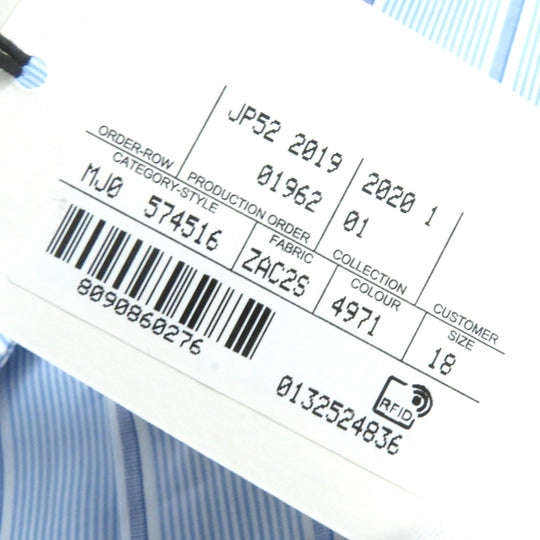 JP52 2019 2020 1
01962 01
ORDER-ROW PRODUCTION ORDER COLLECTION CUSTOMER
CATEGORY-STYLE FABRIC COLOUR SIZE
MJ0 574516 ZAC2S 4971 18
8090860276
RFID
0132524836